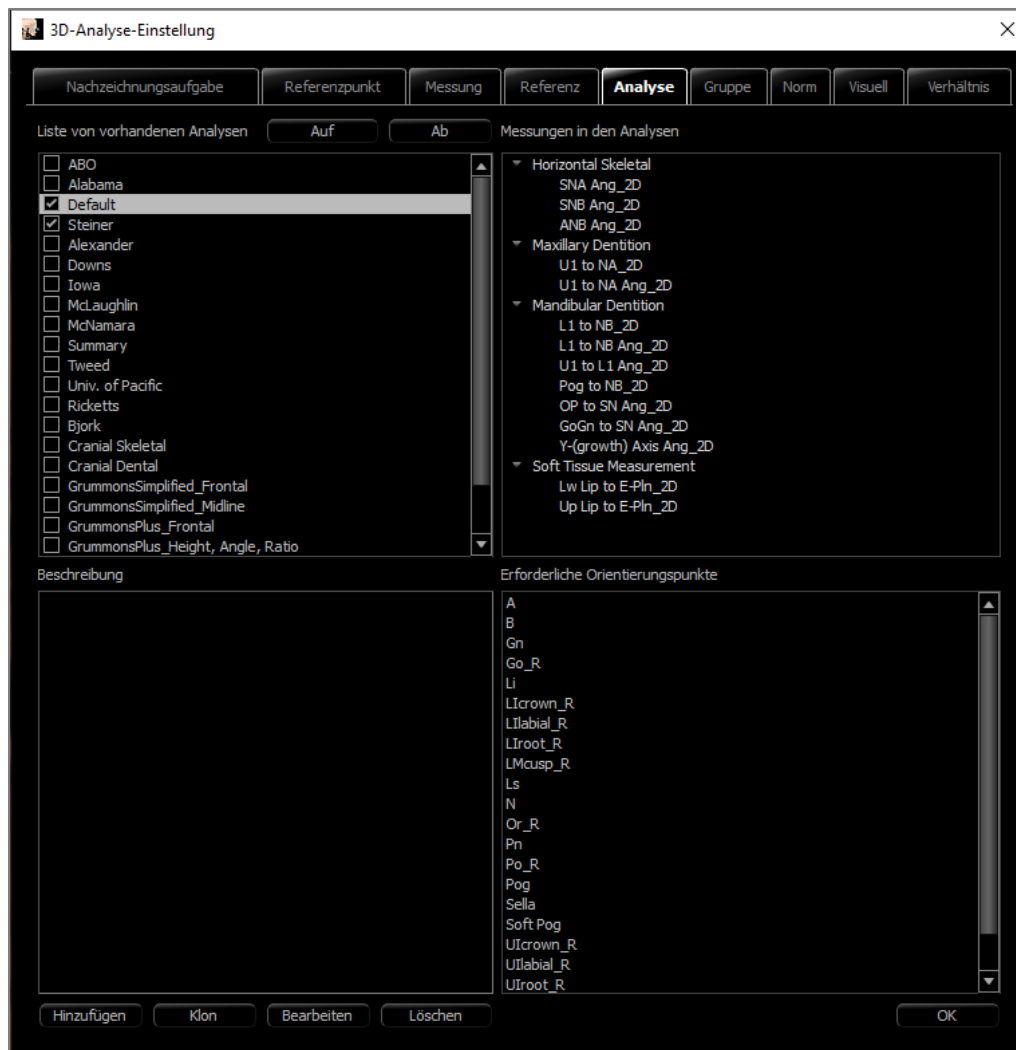 3D-Analyse-Einstellung
Nachzeichnungsaufgabe Referenzpunkt Messung Referenz Analyse Gruppe Norm Visuell Verhältnis
Liste von vorhandenen Analysen Auf Ab
ABO
Alabama
Default
Steiner
Alexander
Downs
Iowa
McLaughlin
McNamara
Summary
Tweed
Univ. of Pacific
Ricketts
Bjork
Cranial Skeletal
Cranial Dental
GrummonsSimplified_Frontal
GrummonsSimplified_Midline
GrummonsPlus_Frontal
GrummonsPlus_Height, Angle, Ratio
Messungen in den Analysen
Horizontal Skeletal
SNA Ang_2D
SNB Ang_2D
ANB Ang_2D
Maxillary Dentition
U1 to NA_2D
U1 to NA Ang_2D
Mandibular Dentition
L1 to NB_2D
L1 to NB Ang_2D
U1 to L1 Ang_2D
Pog to NB_2D
OP to SN Ang_2D
GoGn to SN Ang_2D
Y-(growth) Axis Ang_2D
Soft Tissue Measurement
Lw Lip to E-Pln_2D
Up Lip to E-Pln_2D
Beschreibung
Erforderliche Orientierungspunkte
A
B
Gn
Go_R
Li
LIcrown_R
LIlabial_R
LIroot_R
LMcusp_R
Ls
N
Or_R
Pn
Po_R
Pog
Sella
Soft Pog
UIcrown_R
UIlabial_R
UIroot_R
Hinzufügen Klon Bearbeiten Löschen OK